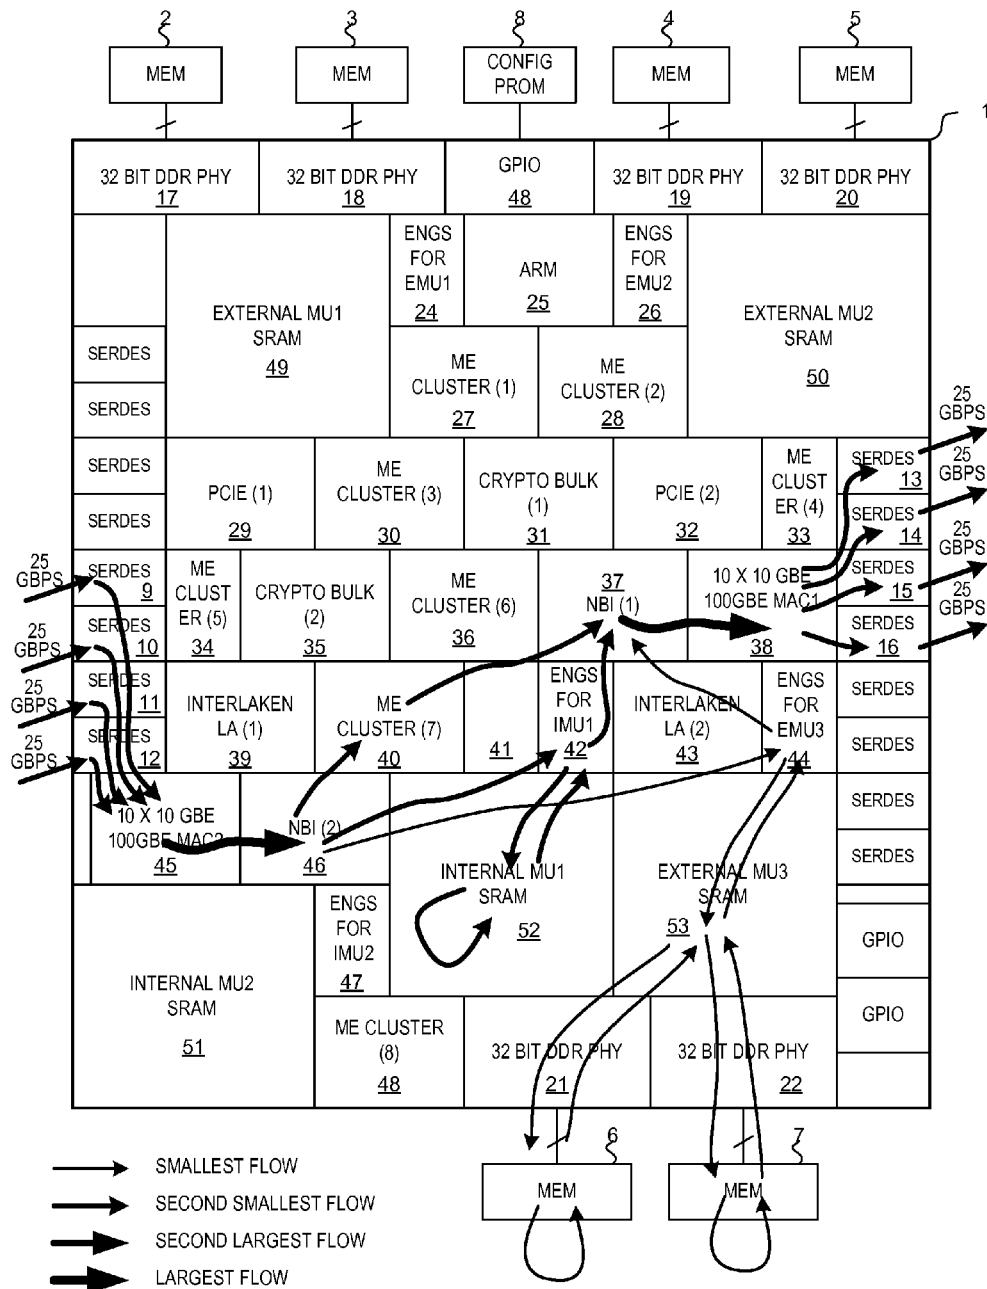 2
3
8
4
5
MEM
MEM
CONFIG
PROM
MEM
MEM
1
32 BIT DDR PHY
17
32 BIT DDR PHY
18
GPIO
48
32 BIT DDR PHY
19
32 BIT DDR PHY
20
EXTERNAL MU1
SRAM
49
ENGS
FOR
EMU1
24
ARM
25
ENGS
FOR
EMU2
26
EXTERNAL MU2
SRAM
50
SERDES
SERDES
ME
CLUSTER (1)
27
ME
CLUSTER (2)
28
SERDES
SERDES
PCIE (1)
29
ME
CLUSTER (3)
30
CRYPTO BULK
(1)
31
PCIE (2)
32
ME
CLUST
ER (4)
33
SERDES
13
SERDES
14
25
GBPS
25
GBPS
25
GBPS
25
GBPS
25
GBPS
25
GBPS
25
GBPS
25
GBPS
SERDES
9
SERDES
10
ME
CLUST
ER (5)
34
CRYPTO BULK
(2)
35
ME
CLUSTER (6)
36
37
NBI (1)
10 X 10 GBE
100GBE MAC1
38
SERDES
15
SERDES
16
SERDES
11
SERDES
12
INTERLAKEN
LA (1)
39
ME
CLUSTER (7)
40
41
ENGS
FOR
IMU1
42
INTERLAKEN
LA (2)
43
ENGS
FOR
EMU3
44
SERDES
SERDES
10 X 10 GBE
100GBE MAC2
45
NBI (2)
46
INTERNAL MU1
SRAM
52
EXTERNAL MU3
SRAM
53
SERDES
SERDES
INTERNAL MU2
SRAM
51
ENGS
FOR
IMU2
47
GPIO
GPIO
ME CLUSTER
(8)
48
32 BIT DDR PHY
21
32 BIT DDR PHY
22
6
7
MEM
MEM
SMALLEST FLOW
SECOND SMALLEST FLOW
SECOND LARGEST FLOW
LARGEST FLOW